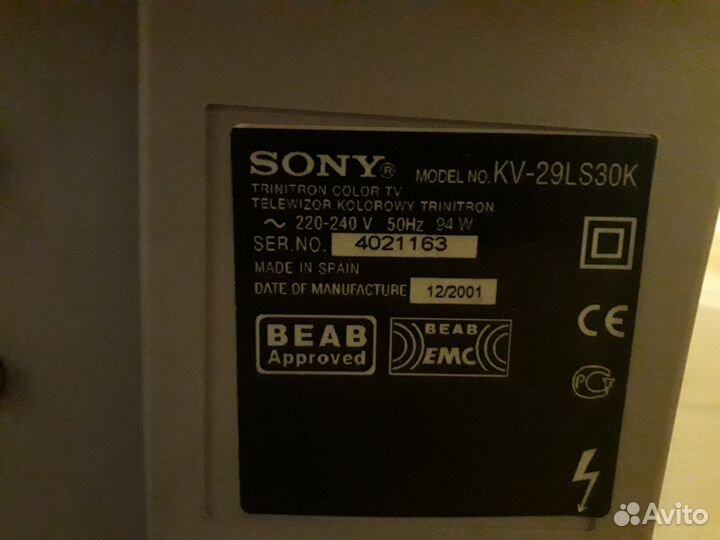 SONY® MODEL NO. KV-29LS30K
TRINITRON COLOR TV
TELEWIZOR KOLOROWY TRINITRON
~ 220-240 V 50Hz 94 W
SER.NO. 4021163
MADE IN SPAIN
DATE OF MANUFACTURE 12/2001
BEAB
Approved
BEAB
EMC
CE
РСТ
Avito